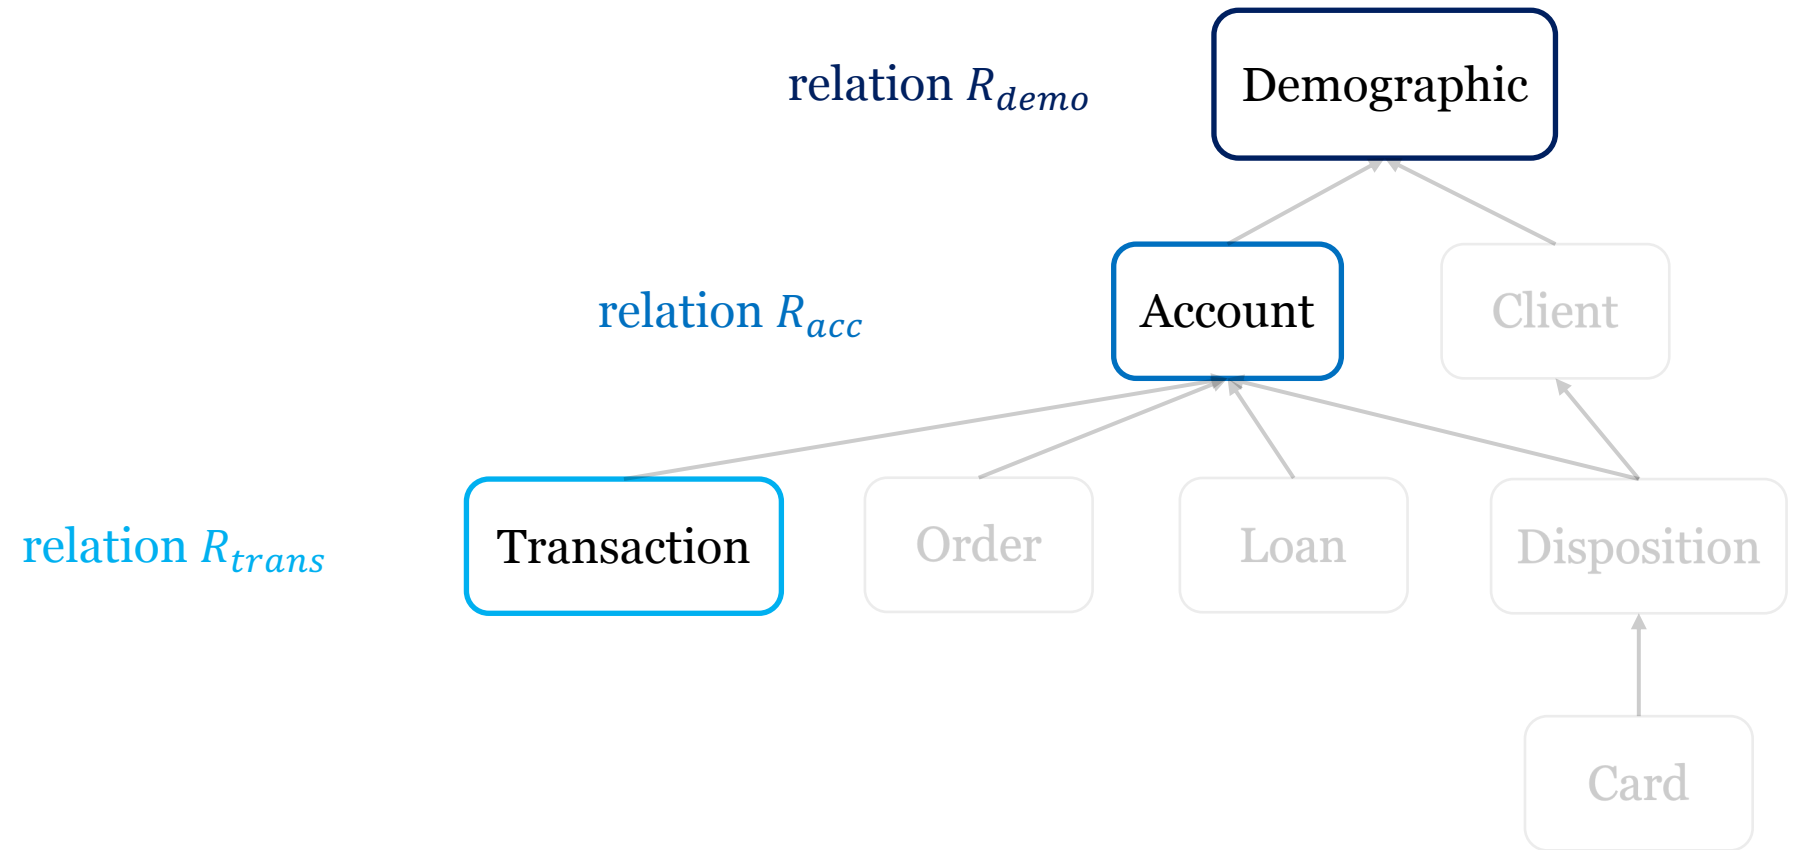 relation R_demo Demographic
relation R_acc Account Client
relation R_trans Transaction Order Loan Disposition
Card